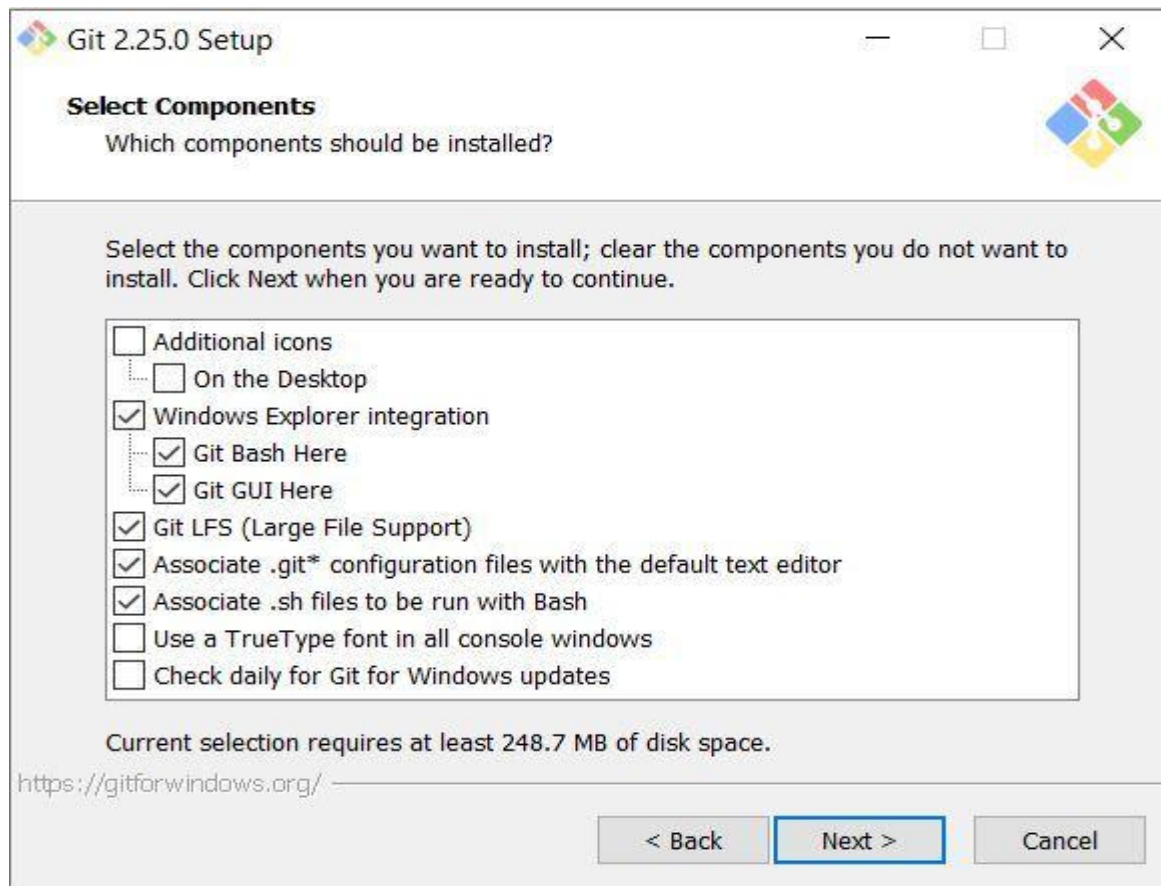 Git 2.25.0 Setup
Select Components
Which components should be installed?
Select the components you want to install; clear the components you do not want to
install. Click Next when you are ready to continue.
Additional icons
On the Desktop
Windows Explorer integration
Git Bash Here
Git GUI Here
Git LFS (Large File Support)
Associate .git* configuration files with the default text editor
Associate .sh files to be run with Bash
Use a TrueType font in all console windows
Check daily for Git for Windows updates
Current selection requires at least 248.7 MB of disk space.
https://gitforwindows.org/
< Back Next > Cancel